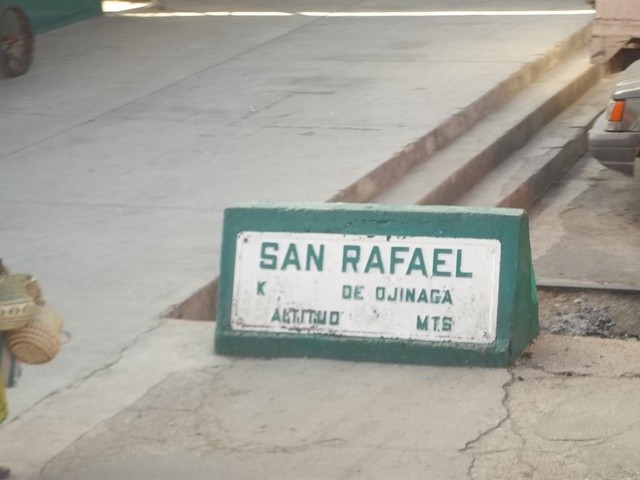 SAN RAFAEL
K DE OJINAGA
ALTITUD MTS